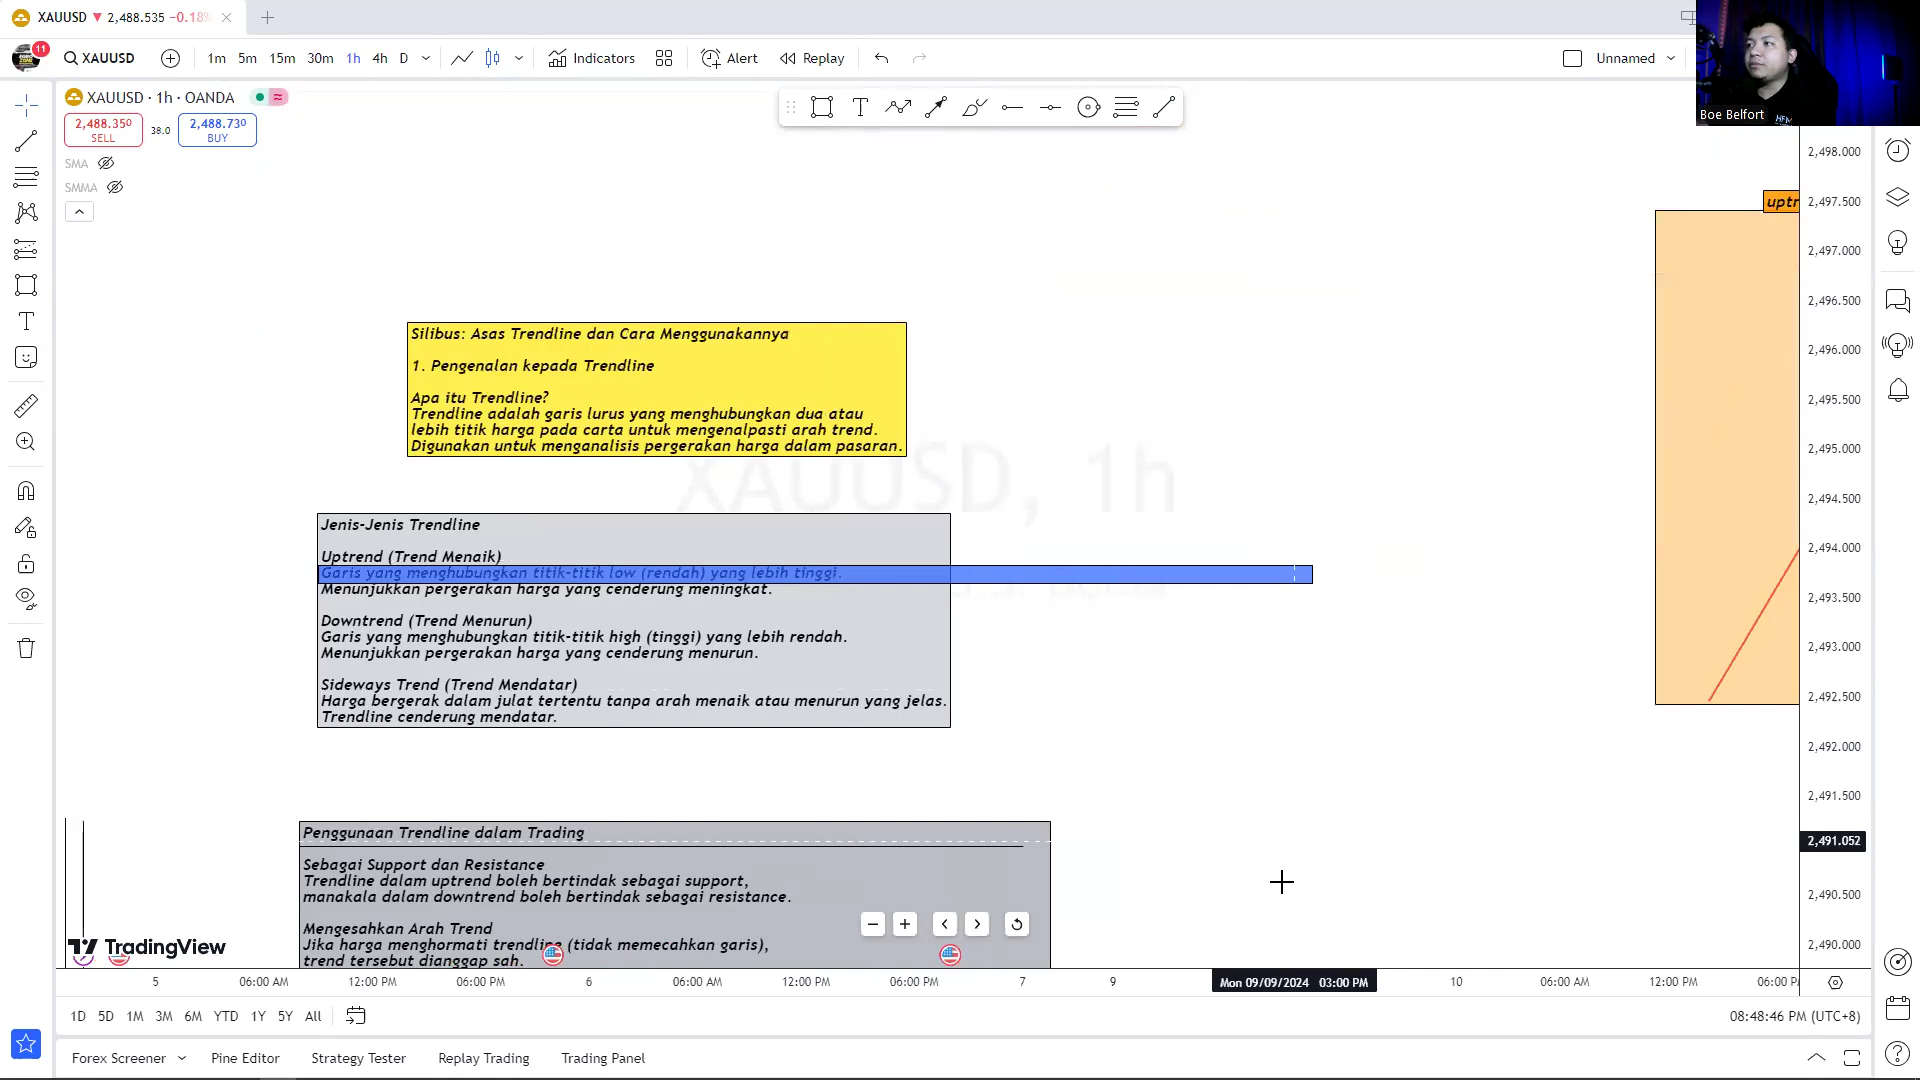 XAUUSD 2,488.535 −0.18%
11
XAUUSD 1m 5m 15m 30m 1h 4h D Indicators Alert Replay Unnamed
Boe Belfort
HFM
XAUUSD · 1h · OANDA
2,488.350 SELL 38.0 2,488.730 BUY
SMA
SMMA
uptr
Silibus: Asas Trendline dan Cara Menggunakannya
1. Pengenalan kepada Trendline
Apa itu Trendline?
Trendline adalah garis lurus yang menghubungkan dua atau
lebih titik harga pada carta untuk mengenalpasti arah trend.
Digunakan untuk menganalisis pergerakan harga dalam pasaran.
XAUUSD, 1h
Jenis-Jenis Trendline
Uptrend (Trend Menaik)
Garis yang menghubungkan titik-titik low (rendah) yang lebih tinggi.
Menunjukkan pergerakan harga yang cenderung meningkat.
Downtrend (Trend Menurun)
Garis yang menghubungkan titik-titik high (tinggi) yang lebih rendah.
Menunjukkan pergerakan harga yang cenderung menurun.
Sideways Trend (Trend Mendatar)
Harga bergerak dalam julat tertentu tanpa arah menaik atau menurun yang jelas.
Trendline cenderung mendatar.
Penggunaan Trendline dalam Trading
Sebagai Support dan Resistance
Trendline dalam uptrend boleh bertindak sebagai support,
manakala dalam downtrend boleh bertindak sebagai resistance.
Mengesahkan Arah Trend
Jika harga menghormati trendline (tidak memecahkan garis),
trend tersebut dianggap sah.
TradingView
2,498.000
2,497.500
2,497.000
2,496.500
2,496.000
2,495.500
2,495.000
2,494.500
2,494.000
2,493.500
2,493.000
2,492.500
2,492.000
2,491.500
2,491.052
2,490.500
2,490.000
5 06:00 AM 12:00 PM 06:00 PM 6 06:00 AM 12:00 PM 06:00 PM 7 9 Mon 09/09/2024 03:00 PM 10 06:00 AM 12:00 PM 06:00 P
1D 5D 1M 3M 6M YTD 1Y 5Y All 08:48:46 PM (UTC+8)
Forex Screener Pine Editor Strategy Tester Replay Trading Trading Panel